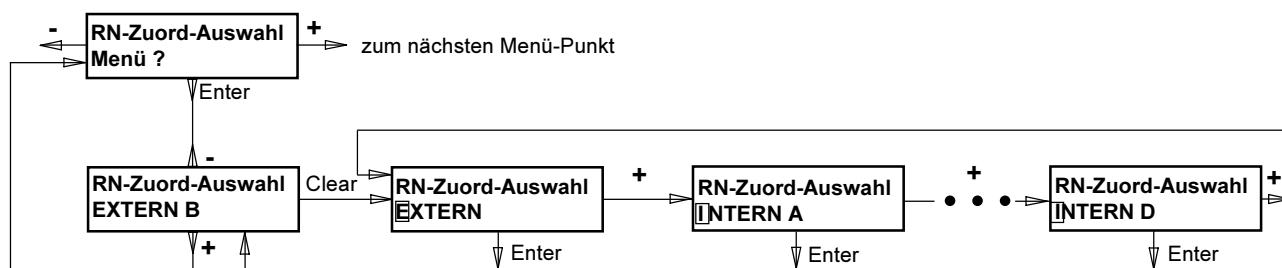 -
RN-Zuord-Auswahl
Menü ?
+
zum nächsten Menü-Punkt
Enter
-
RN-Zuord-Auswahl
EXTERN B
+
Clear
RN-Zuord-Auswahl
EXTERN
Enter
+
RN-Zuord-Auswahl
INTERN A
Enter
+
RN-Zuord-Auswahl
INTERN D
+
Enter